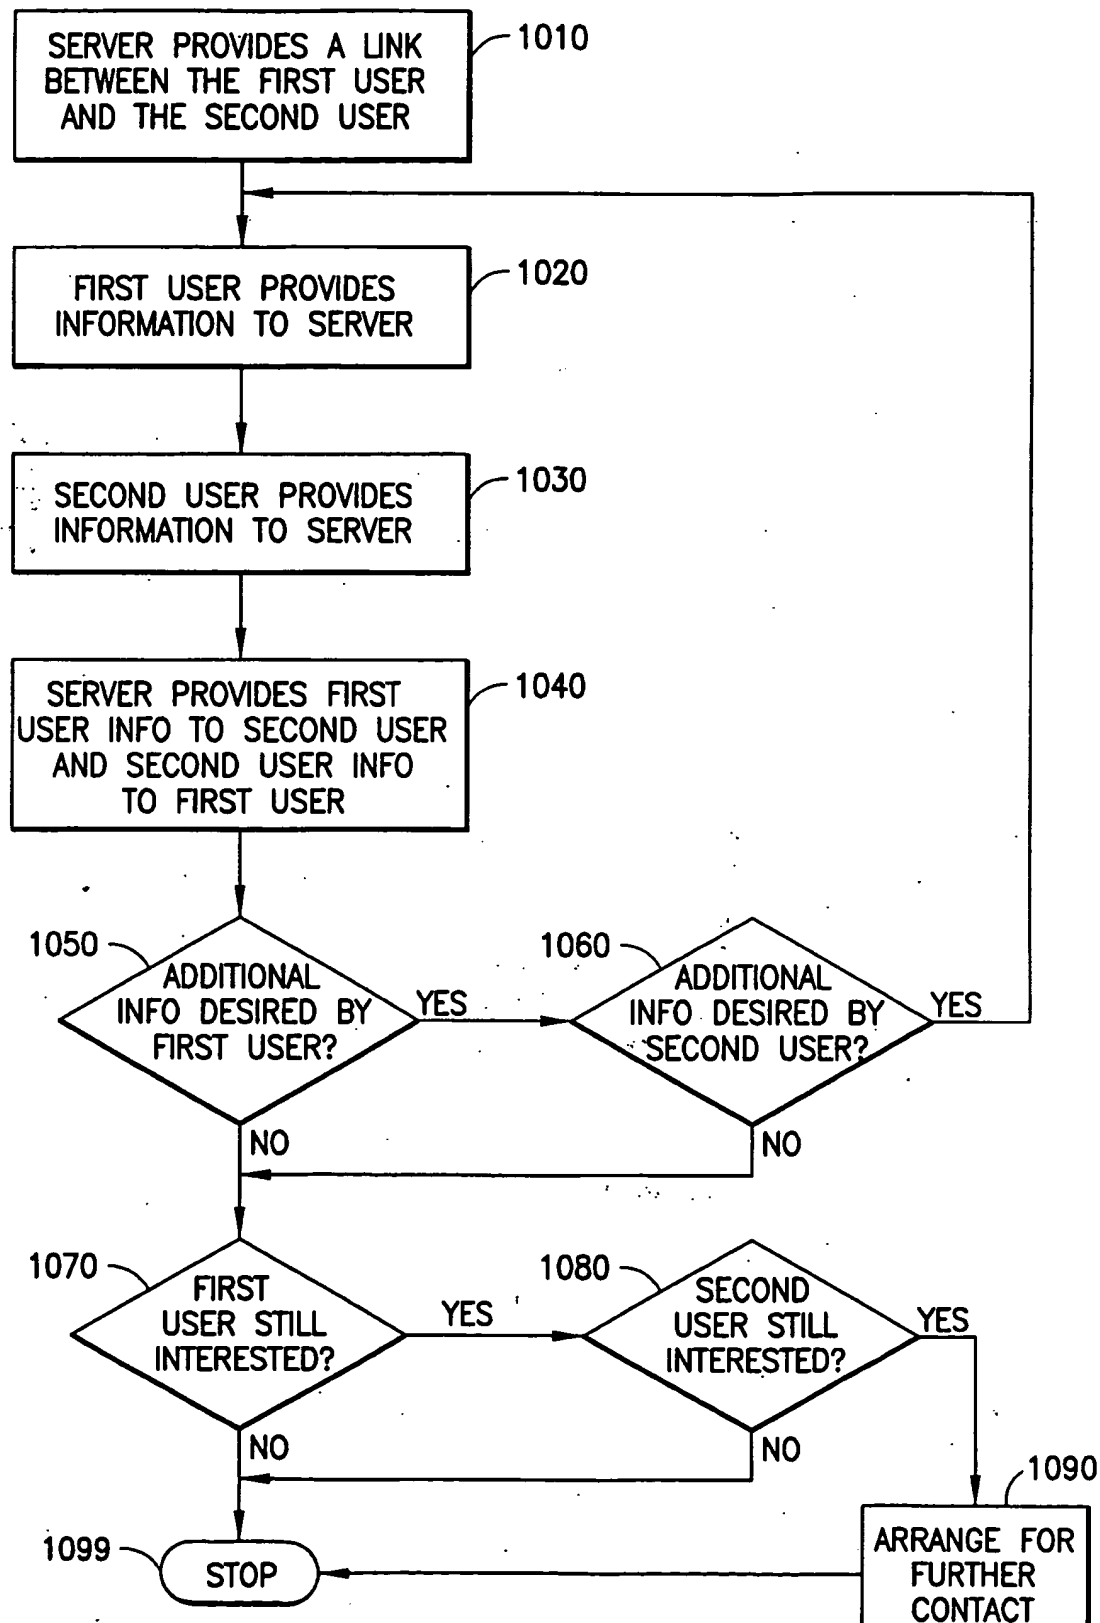 SERVER PROVIDES A LINK
BETWEEN THE FIRST USER
AND THE SECOND USER
1010
FIRST USER PROVIDES
INFORMATION TO SERVER
1020
SECOND USER PROVIDES
INFORMATION TO SERVER
1030
SERVER PROVIDES FIRST
USER INFO TO SECOND USER
AND SECOND USER INFO
TO FIRST USER
1040
1050
ADDITIONAL
INFO DESIRED BY
FIRST USER?
YES
NO
1060
ADDITIONAL
INFO DESIRED BY
SECOND USER?
YES
NO
1070
FIRST
USER STILL
INTERESTED?
YES
NO
1080
SECOND
USER STILL
INTERESTED?
YES
NO
1090
ARRANGE FOR
FURTHER
CONTACT
1099
STOP